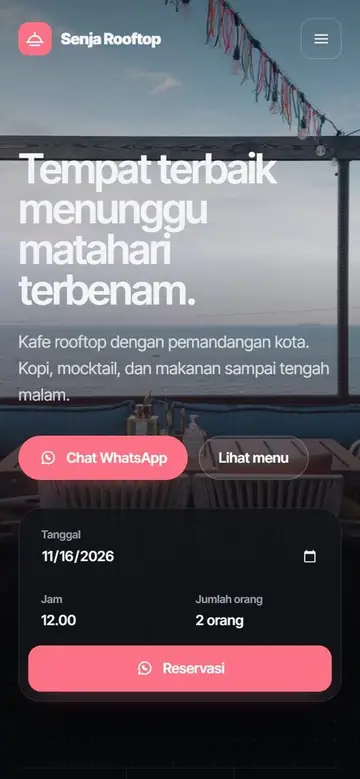 Senja Rooftop
Tempat terbaik
menunggu
matahari
terbenam.
Kafe rooftop dengan pemandangan kota.
Kopi, mocktail, dan makanan sampai tengah
malam.
Chat WhatsApp
Lihat menu
Tanggal
11/16/2026
Jam
Jumlah orang
12.00
2 orang
Reservasi